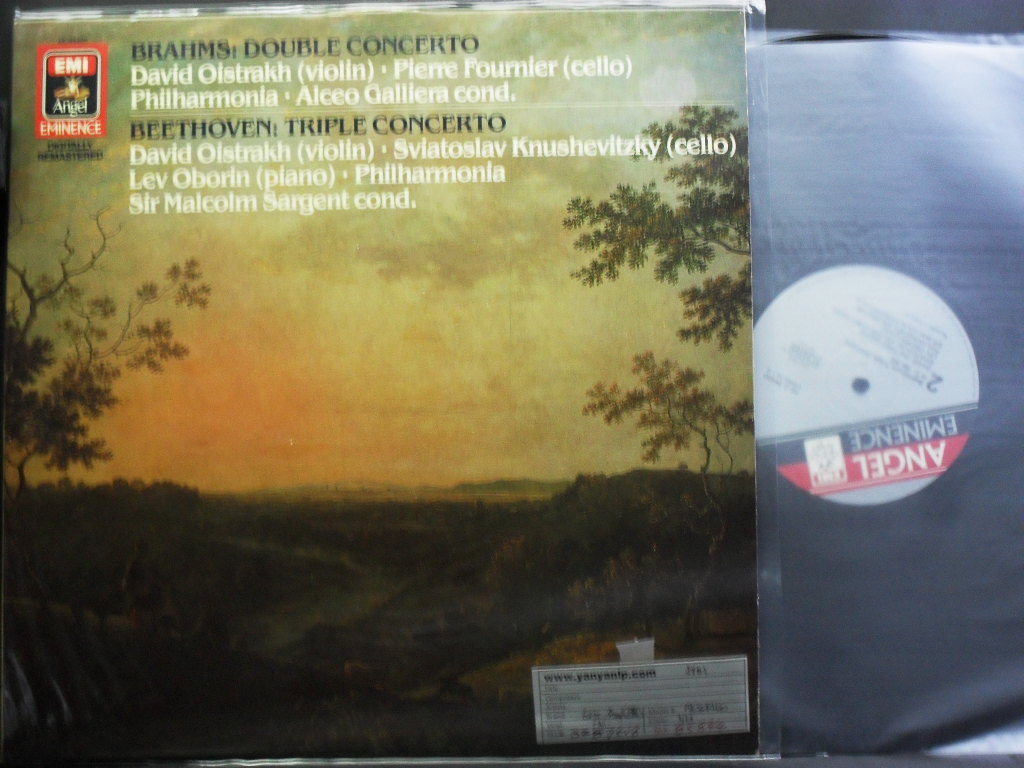 EMI
Angel
EMINENCE
DIGITALLY
REMASTERED
BRAHMS: DOUBLE CONCERTO
David Oistrakh (violin) · Pierre Fournier (cello)
Philharmonia · Alceo Galliera cond.
BEETHOVEN: TRIPLE CONCERTO
David Oistrakh (violin) · Sviatoslav Knushevitzky (cello)
Lev Oborin (piano) · Philharmonia
Sir Malcolm Sargent cond.
2
EMINENCE
ANGEL
EMI
www.yanyanlp.com